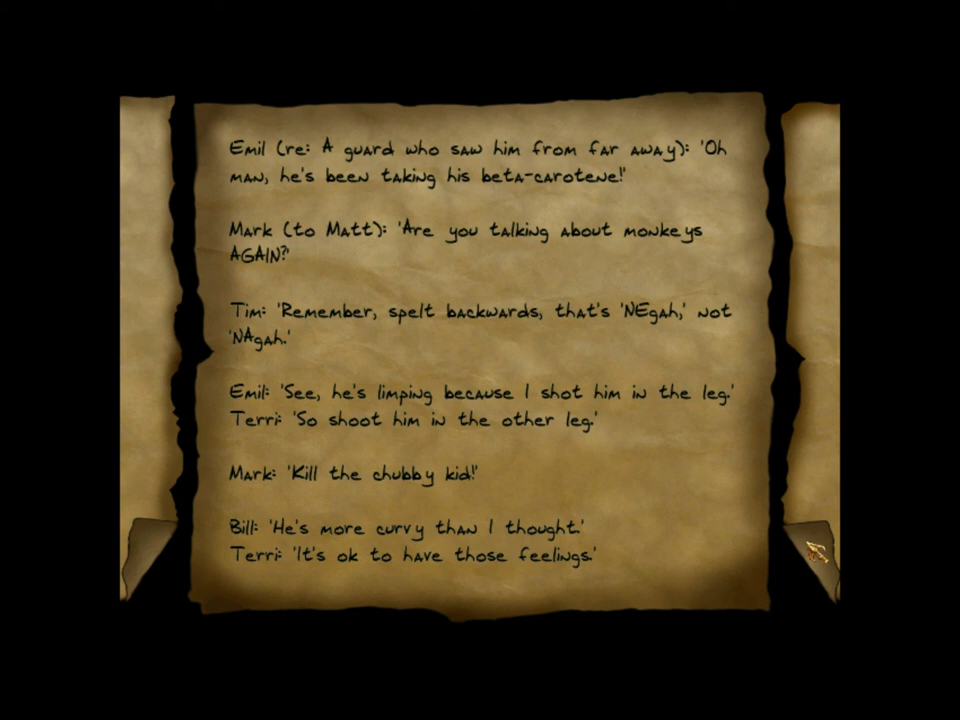 Emil (re: A guard who saw him from far away): 'Oh
man, he's been taking his beta-carotene!'
Mark (to Matt): 'Are you talking about monkeys
AGAIN?'
Tim: 'Remember, spelt backwards, that's 'NEgah,' not
'NAgah.'
Emil: 'See, he's limping because I shot him in the leg.'
Terri: 'So shoot him in the other leg.'
Mark: 'Kill the chubby kid!'
Bill: 'He's more curvy than I thought.'
Terri: 'It's ok to have those feelings.'